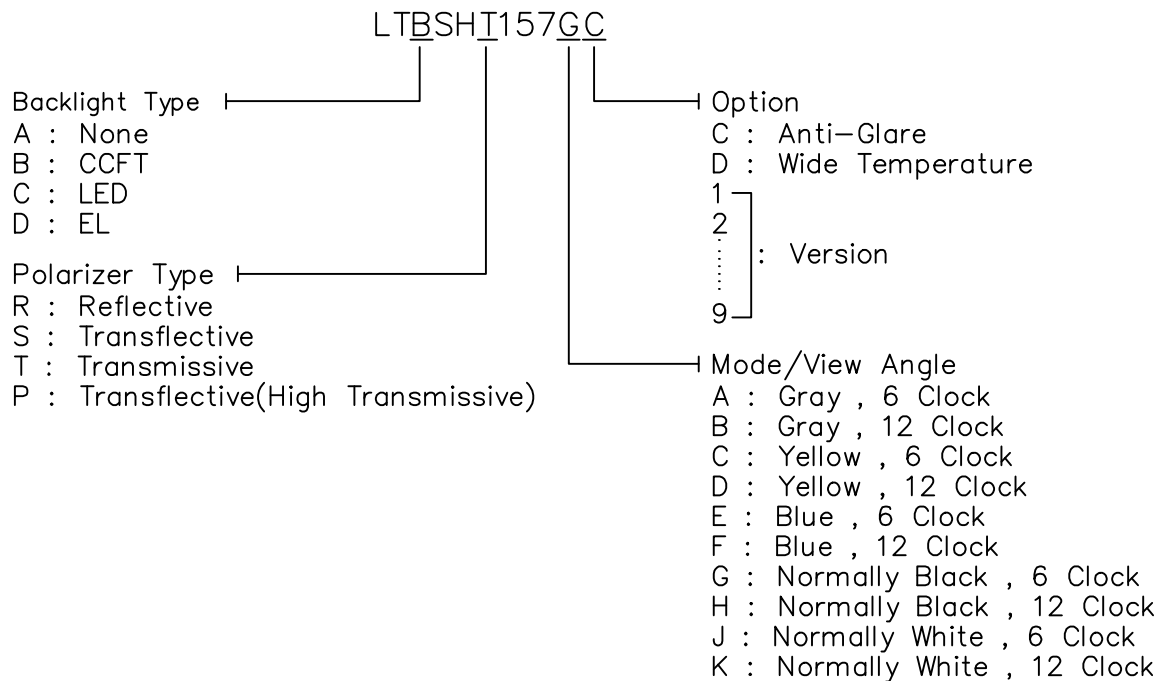 LTBSHT157GC
Backlight Type
A : None
B : CCFT
C : LED
D : EL
Polarizer Type
R : Reflective
S : Transflective
T : Transmissive
P : Transflective(High Transmissive)
Option
C : Anti-Glare
D : Wide Temperature
1
2
: Version
9
Mode/View Angle
A : Gray , 6 Clock
B : Gray , 12 Clock
C : Yellow , 6 Clock
D : Yellow , 12 Clock
E : Blue , 6 Clock
F : Blue , 12 Clock
G : Normally Black , 6 Clock
H : Normally Black , 12 Clock
J : Normally White , 6 Clock
K : Normally White , 12 Clock